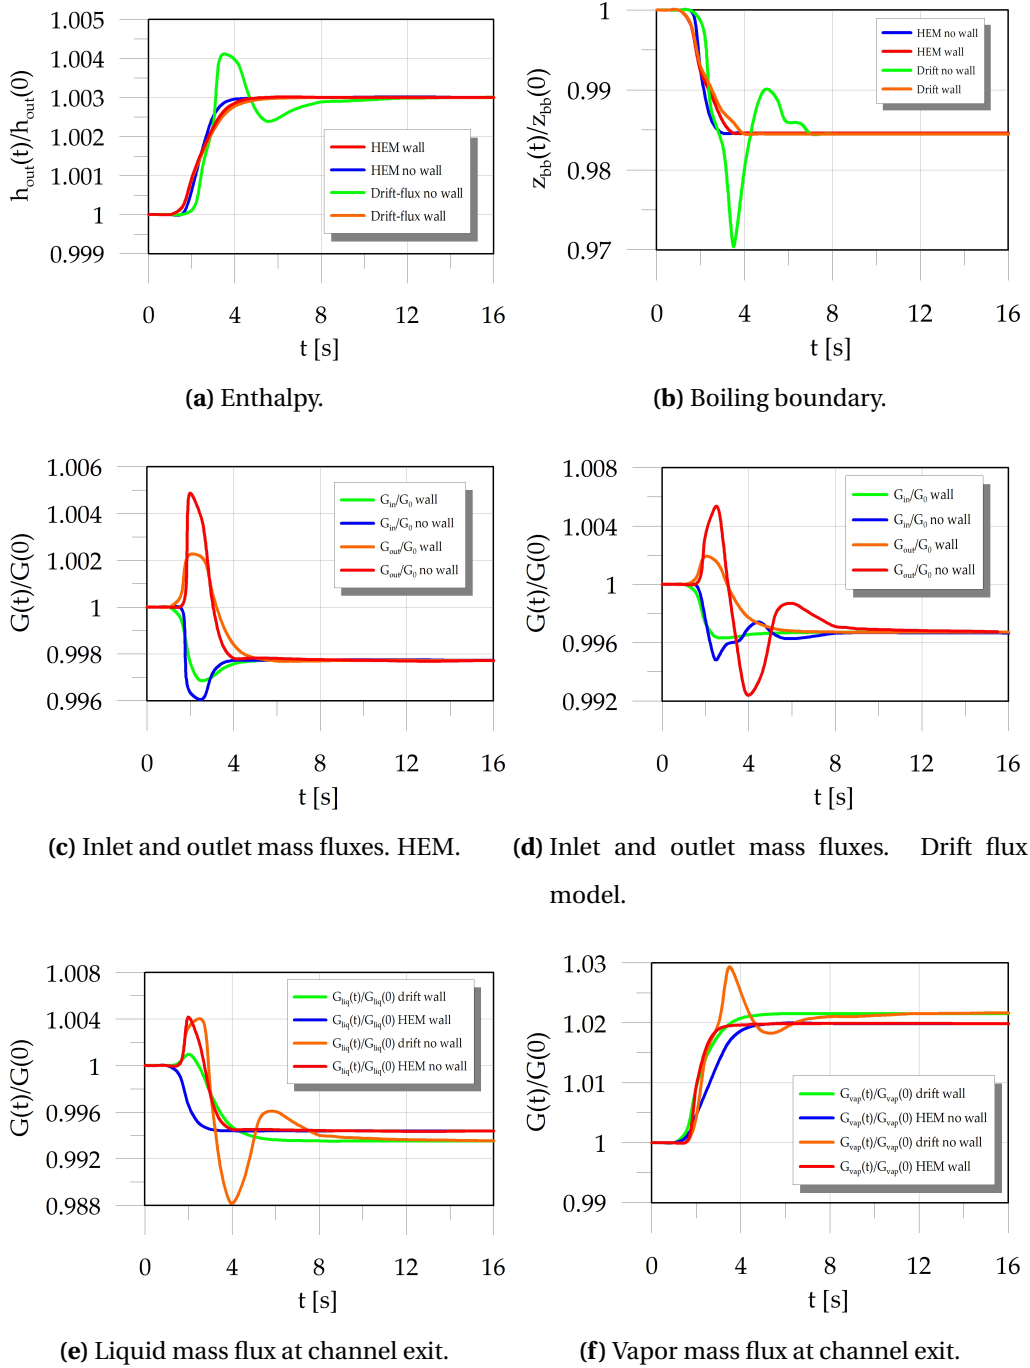 1.005
1.004
1.003
1.002
1.001
1
0.999
h_out(t)/h_out(0)
HEM wall
HEM no wall
Drift-flux no wall
Drift-flux wall
0 4 8 12 16
t [s]
(a) Enthalpy.
1
0.99
0.98
0.97
z_bb(t)/z_bb(0)
HEM no wall
HEM wall
Drift no wall
Drift wall
0 4 8 12 16
t [s]
(b) Boiling boundary.
1.006
1.004
1.002
1
0.998
0.996
G(t)/G(0)
G_in/G_0 wall
G_in/G_0 no wall
G_out/G_0 wall
G_out/G_0 no wall
0 4 8 12 16
t [s]
(c) Inlet and outlet mass fluxes. HEM.
1.008
1.004
1
0.996
0.992
G(t)/G(0)
G_in/G_0 wall
G_in/G_0 no wall
G_out/G_0 wall
G_out/G_0 no wall
0 4 8 12 16
t [s]
(d) Inlet and outlet mass fluxes. Drift flux
model.
1.008
1.004
1
0.996
0.992
0.988
G(t)/G(0)
G_liq(t)/G_liq(0) drift wall
G_liq(t)/G_liq(0) HEM wall
G_liq(t)/G_liq(0) drift no wall
G_liq(t)/G_liq(0) HEM no wall
0 4 8 12 16
t [s]
(e) Liquid mass flux at channel exit.
1.03
1.02
1.01
1
0.99
G(t)/G(0)
G_vap(t)/G_vap(0) drift wall
G_vap(t)/G_vap(0) HEM no wall
G_vap(t)/G_vap(0) drift no wall
G_vap(t)/G_vap(0) HEM wall
0 4 8 12 16
t [s]
(f) Vapor mass flux at channel exit.